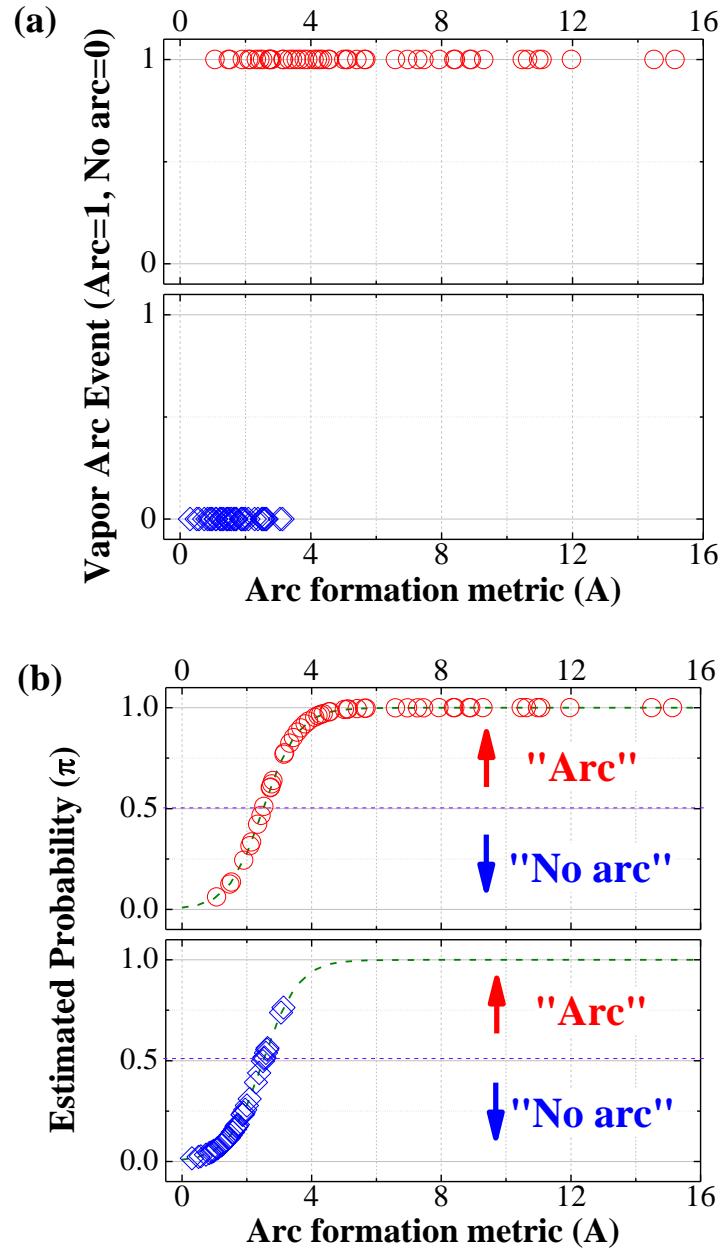 (a)
0 4 8 12 16
Vapor Arc Event (Arc=1, No arc=0)
1
0
1
0
0 4 8 12 16
Arc formation metric (A)
(b)
0 4 8 12 16
Estimated Probability (π)
1.0
"Arc"
0.5
"No arc"
0.0
1.0
"Arc"
0.5
"No arc"
0.0
0 4 8 12 16
Arc formation metric (A)